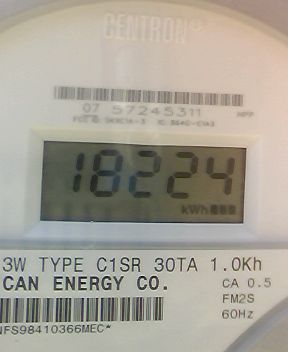 CENTRON®
07 57245311
18224
kWh
3W TYPE C1SR 30TA 1.0Kh
CAN ENERGY CO.
CA 0.5
FM2S
60Hz
NFS98410366MEC*